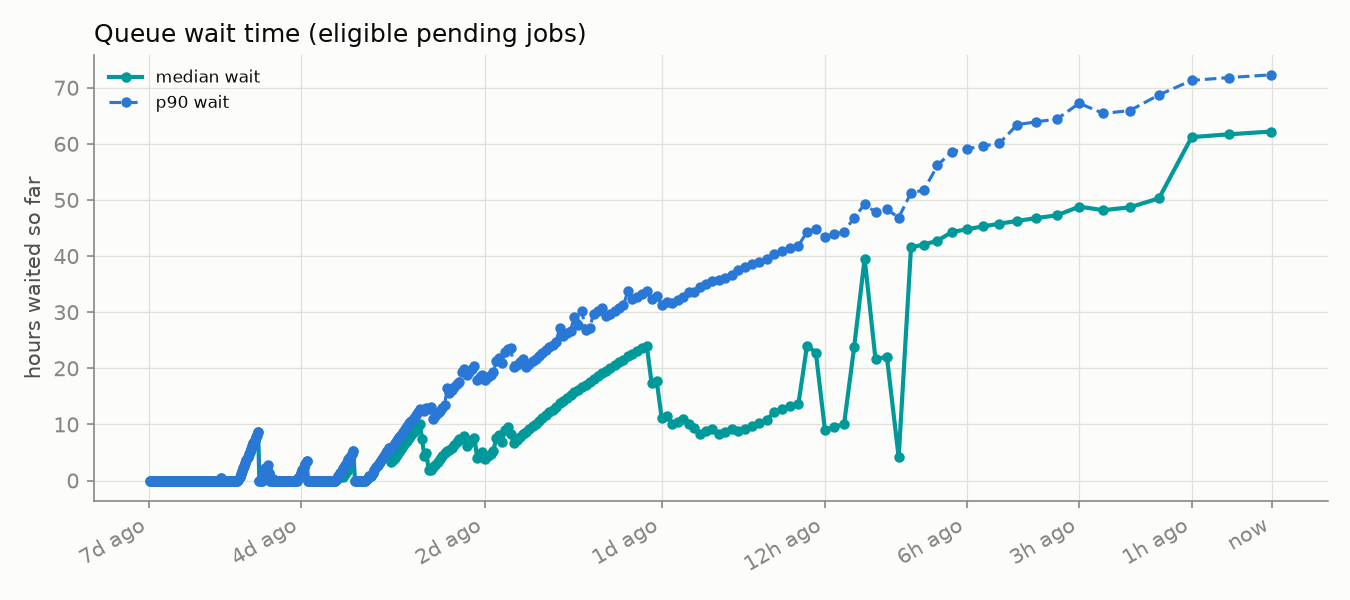 Queue wait time (eligible pending jobs)
median wait
p90 wait
hours waited so far
70
60
50
40
30
20
10
0
7d ago
4d ago
2d ago
1d ago
12h ago
6h ago
3h ago
1h ago
now